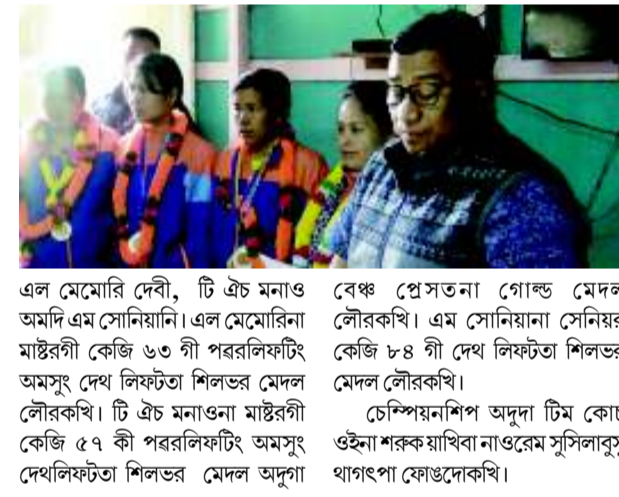 এল মেমোরি দেবী, টি ঐচ মনাও
অমদি এম সোনিয়ানি। এল মেমোরিনা
মাষ্টরগী কেজি ৬৩ গী পৱরলিফটিং
অমসুং দেথ লিফটতা শিলভর মেদল
লৌরকখি। টি ঐচ মনাওনা মাষ্টরগী
কেজি ৫৭ কী পৱরলিফটিং অমসুং
দেথলিফটতা শিলভর মেদল অদুগা
বেঞ্চ প্রেসতনা গোল্ড মেদল
লৌরকখি। এম সোনিয়ানা সেনিয়র
কেজি ৮৪ গী দেথ লিফটতা শিলভর
মেদল লৌরকখি।
চেম্পিয়নশিপ অদুদা টিম কোচ
ওইনা শরুক য়াখিবা নাওরেম সুসিলাবুসু
থাগৎপা ফোঙদোকখি।